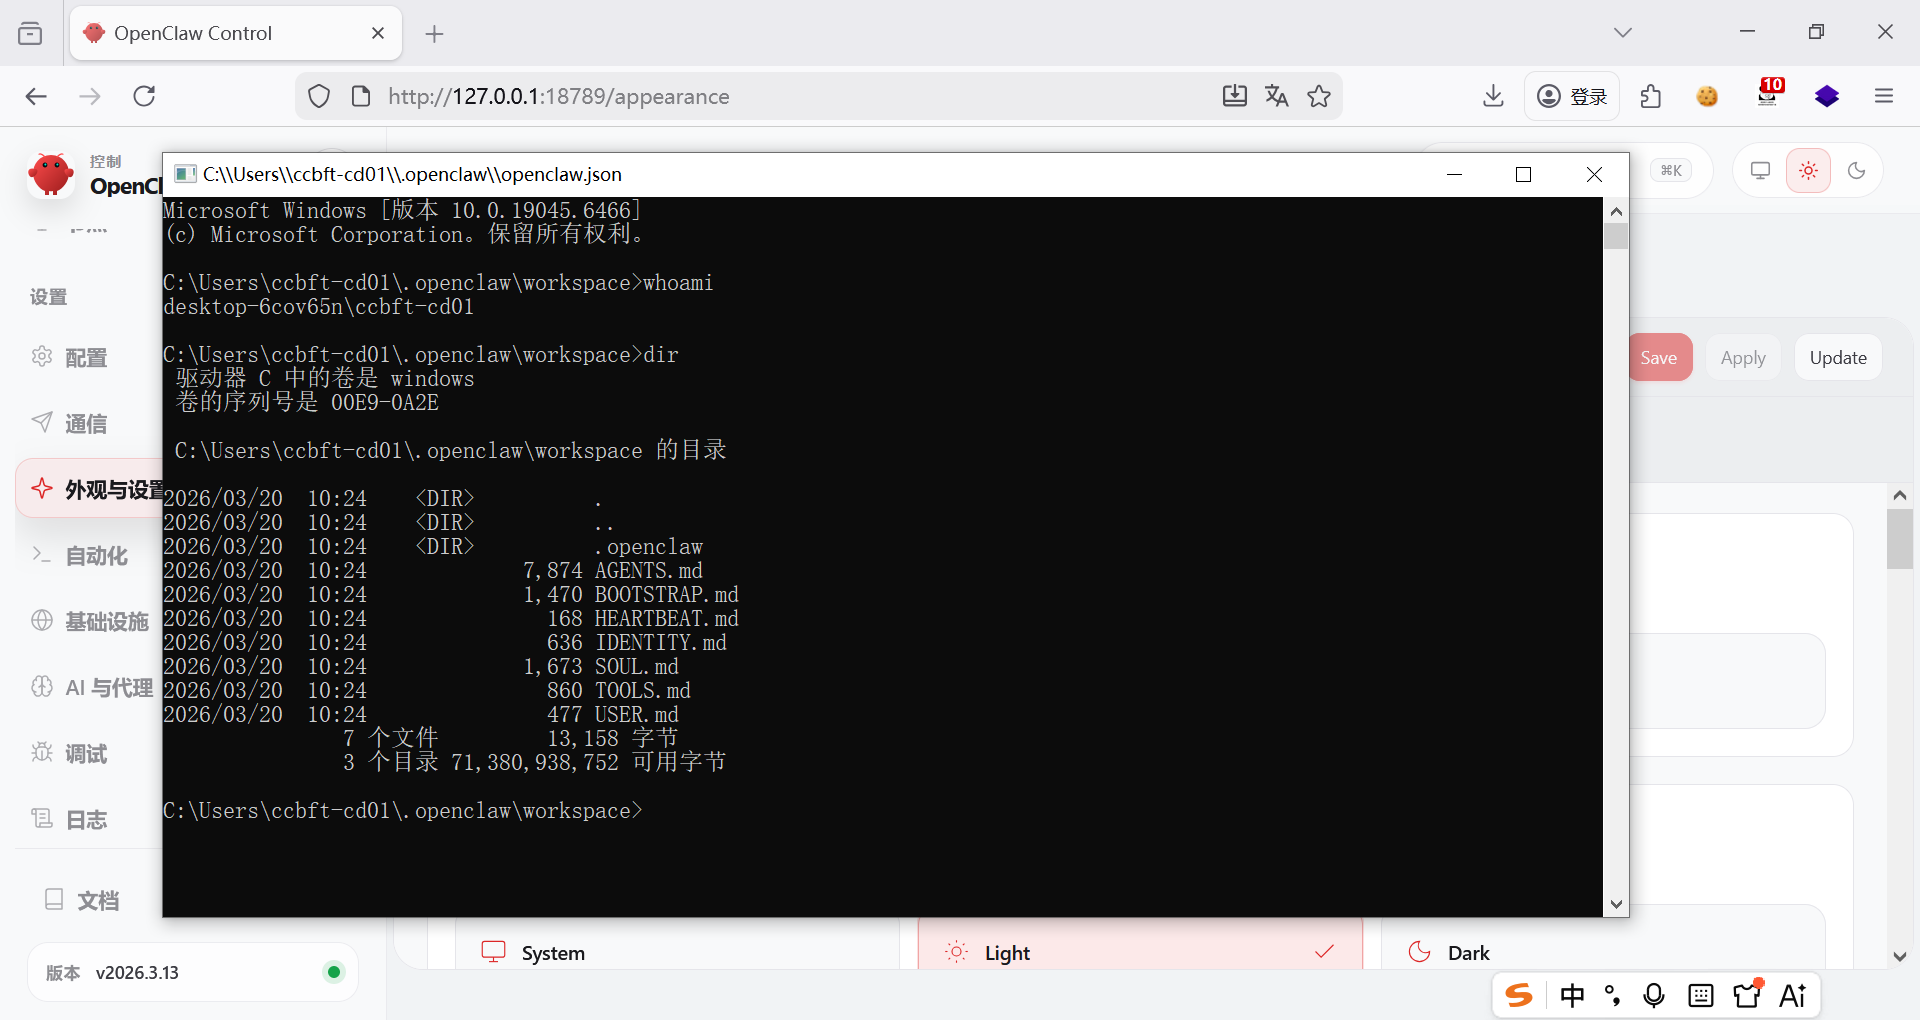 OpenClaw Control
http://127.0.0.1:18789/appearance
登录
10
控制
OpenCl
⌘K
设置
配置
通信
外观与设置
自动化
基础设施
AI 与代理
调试
日志
文档
版本 v2026.3.13
Save
Apply
Update
C:\\Users\\ccbft-cd01\\.openclaw\\openclaw.json
Microsoft Windows [版本 10.0.19045.6466]
(c) Microsoft Corporation。保留所有权利。
C:\Users\ccbft-cd01\.openclaw\workspace>whoami
desktop-6cov65n\ccbft-cd01
C:\Users\ccbft-cd01\.openclaw\workspace>dir
驱动器 C 中的卷是 windows
卷的序列号是 00E9-0A2E
C:\Users\ccbft-cd01\.openclaw\workspace 的目录
2026/03/20  10:24    <DIR>          .
2026/03/20  10:24    <DIR>          ..
2026/03/20  10:24    <DIR>          .openclaw
2026/03/20  10:24             7,874 AGENTS.md
2026/03/20  10:24             1,470 BOOTSTRAP.md
2026/03/20  10:24               168 HEARTBEAT.md
2026/03/20  10:24               636 IDENTITY.md
2026/03/20  10:24             1,673 SOUL.md
2026/03/20  10:24               860 TOOLS.md
2026/03/20  10:24               477 USER.md
7 个文件         13,158 字节
3 个目录 71,380,938,752 可用字节
C:\Users\ccbft-cd01\.openclaw\workspace>
System
Light
Dark
中
Ai